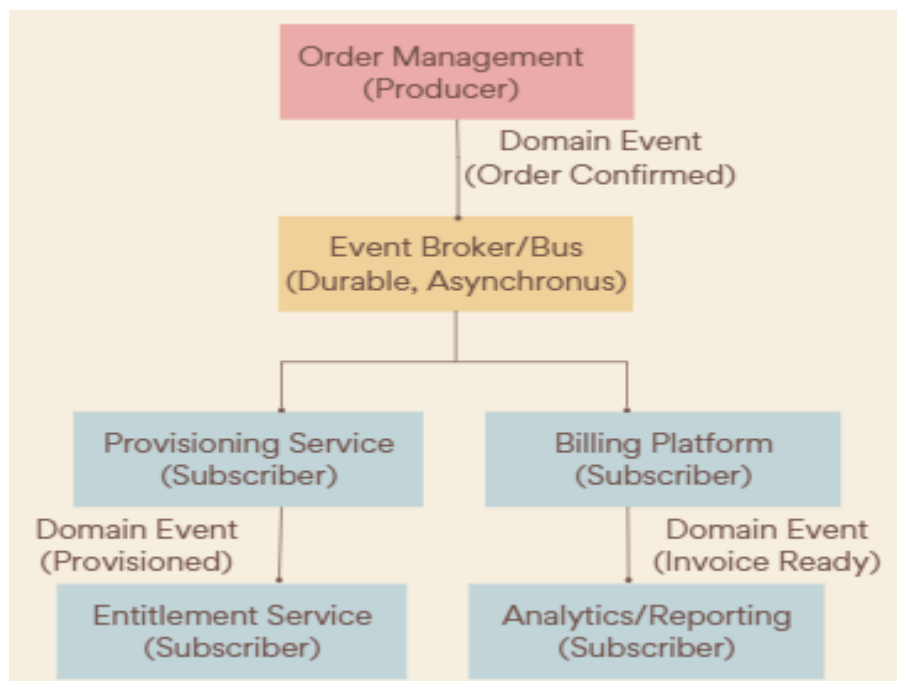 Order Management
(Producer)
Domain Event
(Order Confirmed)
Event Broker/Bus
(Durable, Asynchronus)
Provisioning Service
(Subscriber)
Billing Platform
(Subscriber)
Domain Event
(Provisioned)
Domain Event
(Invoice Ready)
Entitlement Service
(Subscriber)
Analytics/Reporting
(Subscriber)